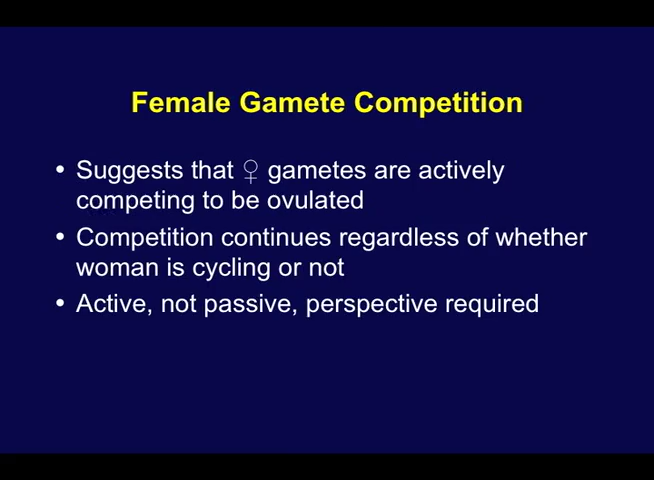 Female Gamete Competition
• Suggests that ♀ gametes are actively
competing to be ovulated
• Competition continues regardless of whether
woman is cycling or not
• Active, not passive, perspective required